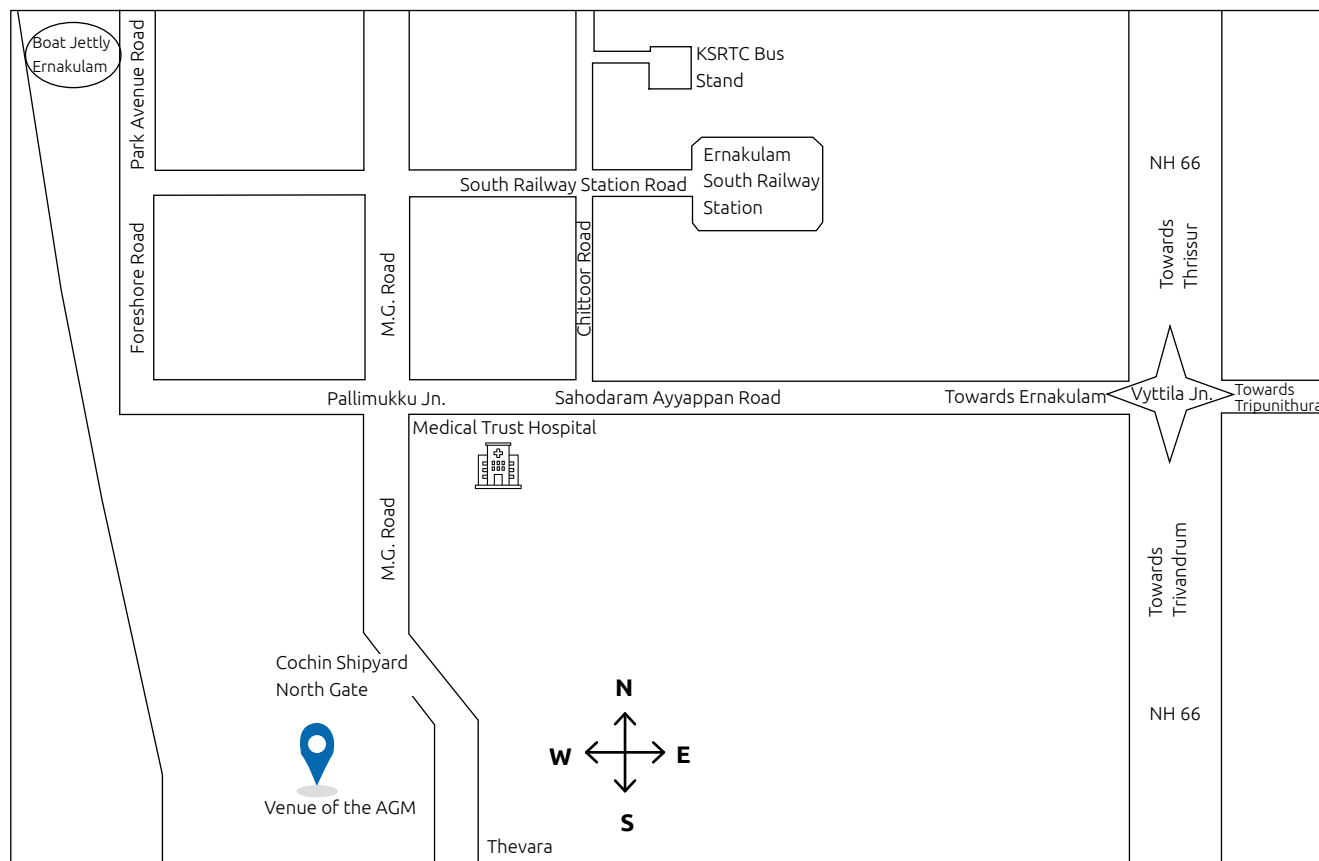 Boat Jettly
Ernakulam
Park Avenue Road
KSRTC Bus
Stand
Ernakulam
South Railway
Station
South Railway Station Road
NH 66
Foreshore Road
M.G. Road
Chittoor Road
Towards
Thrissur
Pallimukku Jn.
Sahodaram Ayyappan Road
Towards Ernakulam
Vyttila Jn.
Towards
Tripunithura
Medical Trust Hospital
M.G. Road
Towards
Trivandrum
Cochin Shipyard
North Gate
N
W
E
S
NH 66
Venue of the AGM
Thevara